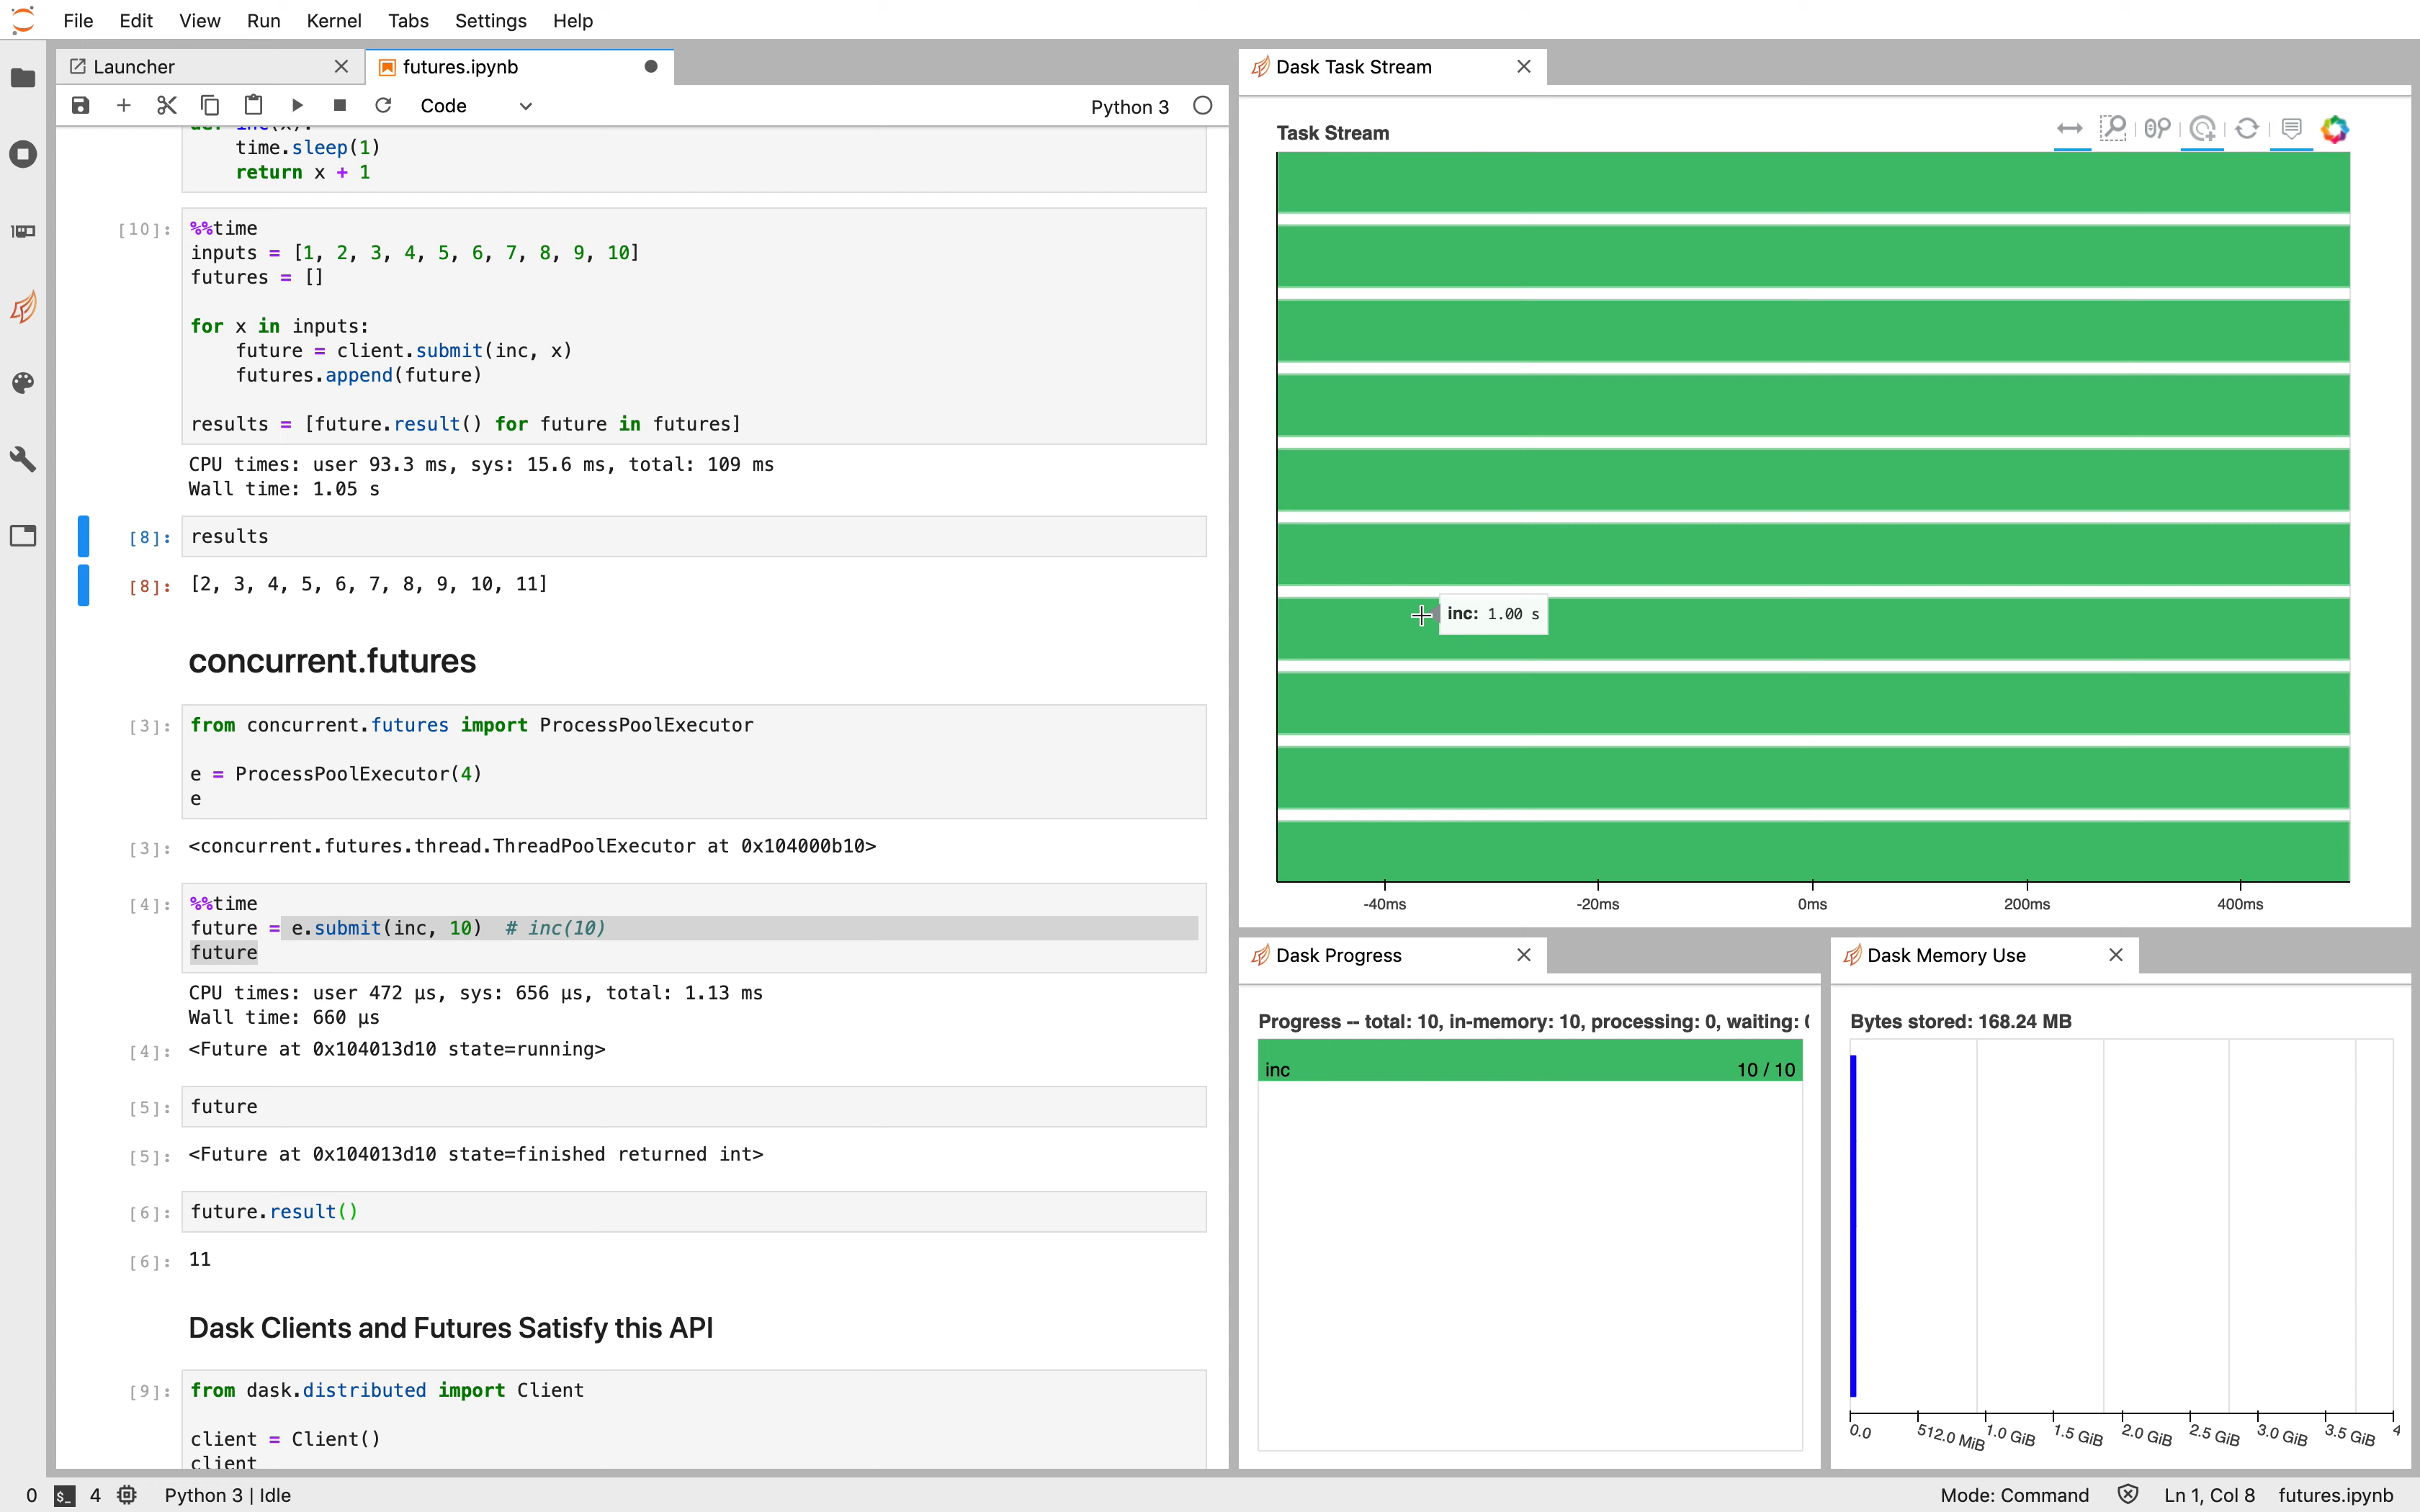 File Edit View Run Kernel Tabs Settings Help
Launcher
futures.ipynb
Code
Python 3
def inc(x):
time.sleep(1)
return x + 1
[10]:
%%time
inputs = [1, 2, 3, 4, 5, 6, 7, 8, 9, 10]
futures = []
for x in inputs:
future = client.submit(inc, x)
futures.append(future)
results = [future.result() for future in futures]
CPU times: user 93.3 ms, sys: 15.6 ms, total: 109 ms
Wall time: 1.05 s
[8]: results
[8]: [2, 3, 4, 5, 6, 7, 8, 9, 10, 11]
concurrent.futures
[3]: from concurrent.futures import ProcessPoolExecutor
e = ProcessPoolExecutor(4)
e
[3]: <concurrent.futures.thread.ThreadPoolExecutor at 0x104000b10>
[4]: %%time
future = e.submit(inc, 10)  # inc(10)
future
CPU times: user 472 µs, sys: 656 µs, total: 1.13 ms
Wall time: 660 µs
[4]: <Future at 0x104013d10 state=running>
[5]: future
[5]: <Future at 0x104013d10 state=finished returned int>
[6]: future.result()
[6]: 11
Dask Clients and Futures Satisfy this API
[9]: from dask.distributed import Client
client = Client()
client
Dask Task Stream
Task Stream
inc: 1.00 s
-40ms -20ms 0ms 200ms 400ms
Dask Progress
Progress -- total: 10, in-memory: 10, processing: 0, waiting: (
inc 10 / 10
Dask Memory Use
Bytes stored: 168.24 MB
0.0 512.0 MiB 1.0 GiB 1.5 GiB 2.0 GiB 2.5 GiB 3.0 GiB 3.5 GiB 4
0 $_ 4 Python 3 | Idle
Mode: Command Ln 1, Col 8 futures.ipynb